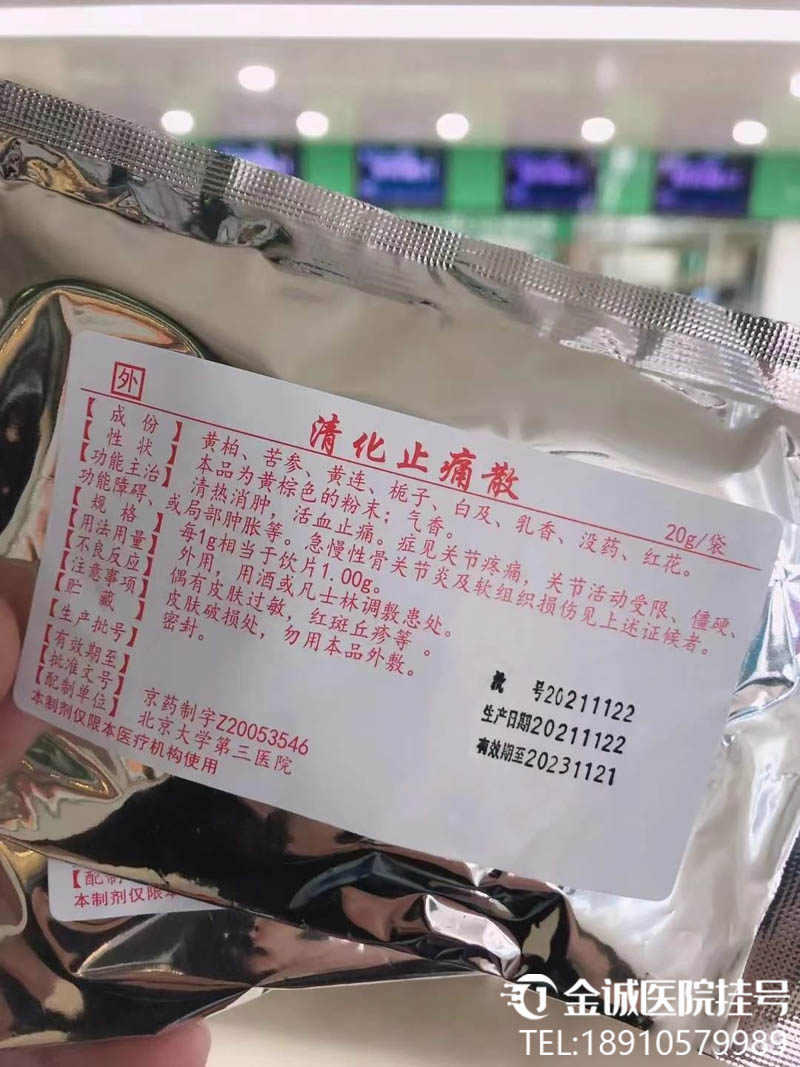 外
清化止痛散
20g/袋
【成份】黄柏、苦参、黄连、栀子、白及、乳香、没药、红花。
【性状】本品为黄棕色的粉末；气香。
【功能主治】清热消肿，活血止痛。症见关节疼痛，关节活动受限、僵硬、
功能障碍、或局部肿胀等。急慢性骨关节炎及软组织损伤见上述证候者。
【规格】每1g相当于饮片1.00g。
【用法用量】外用，用酒或凡士林调敷患处。
【不良反应】偶有皮肤过敏，红斑丘疹等。
【注意事项】皮肤破损处，勿用本品外敷。
【贮藏】密封。
【生产批号】
【有效期至】
【批准文号】京药制字Z20053546
【配制单位】北京大学第三医院
本制剂仅限本医疗机构使用
批 号20211122
生产日期20211122
有效期至20231121
【配制
本制剂仅限本
金诚医院挂号
TEL:18910579989